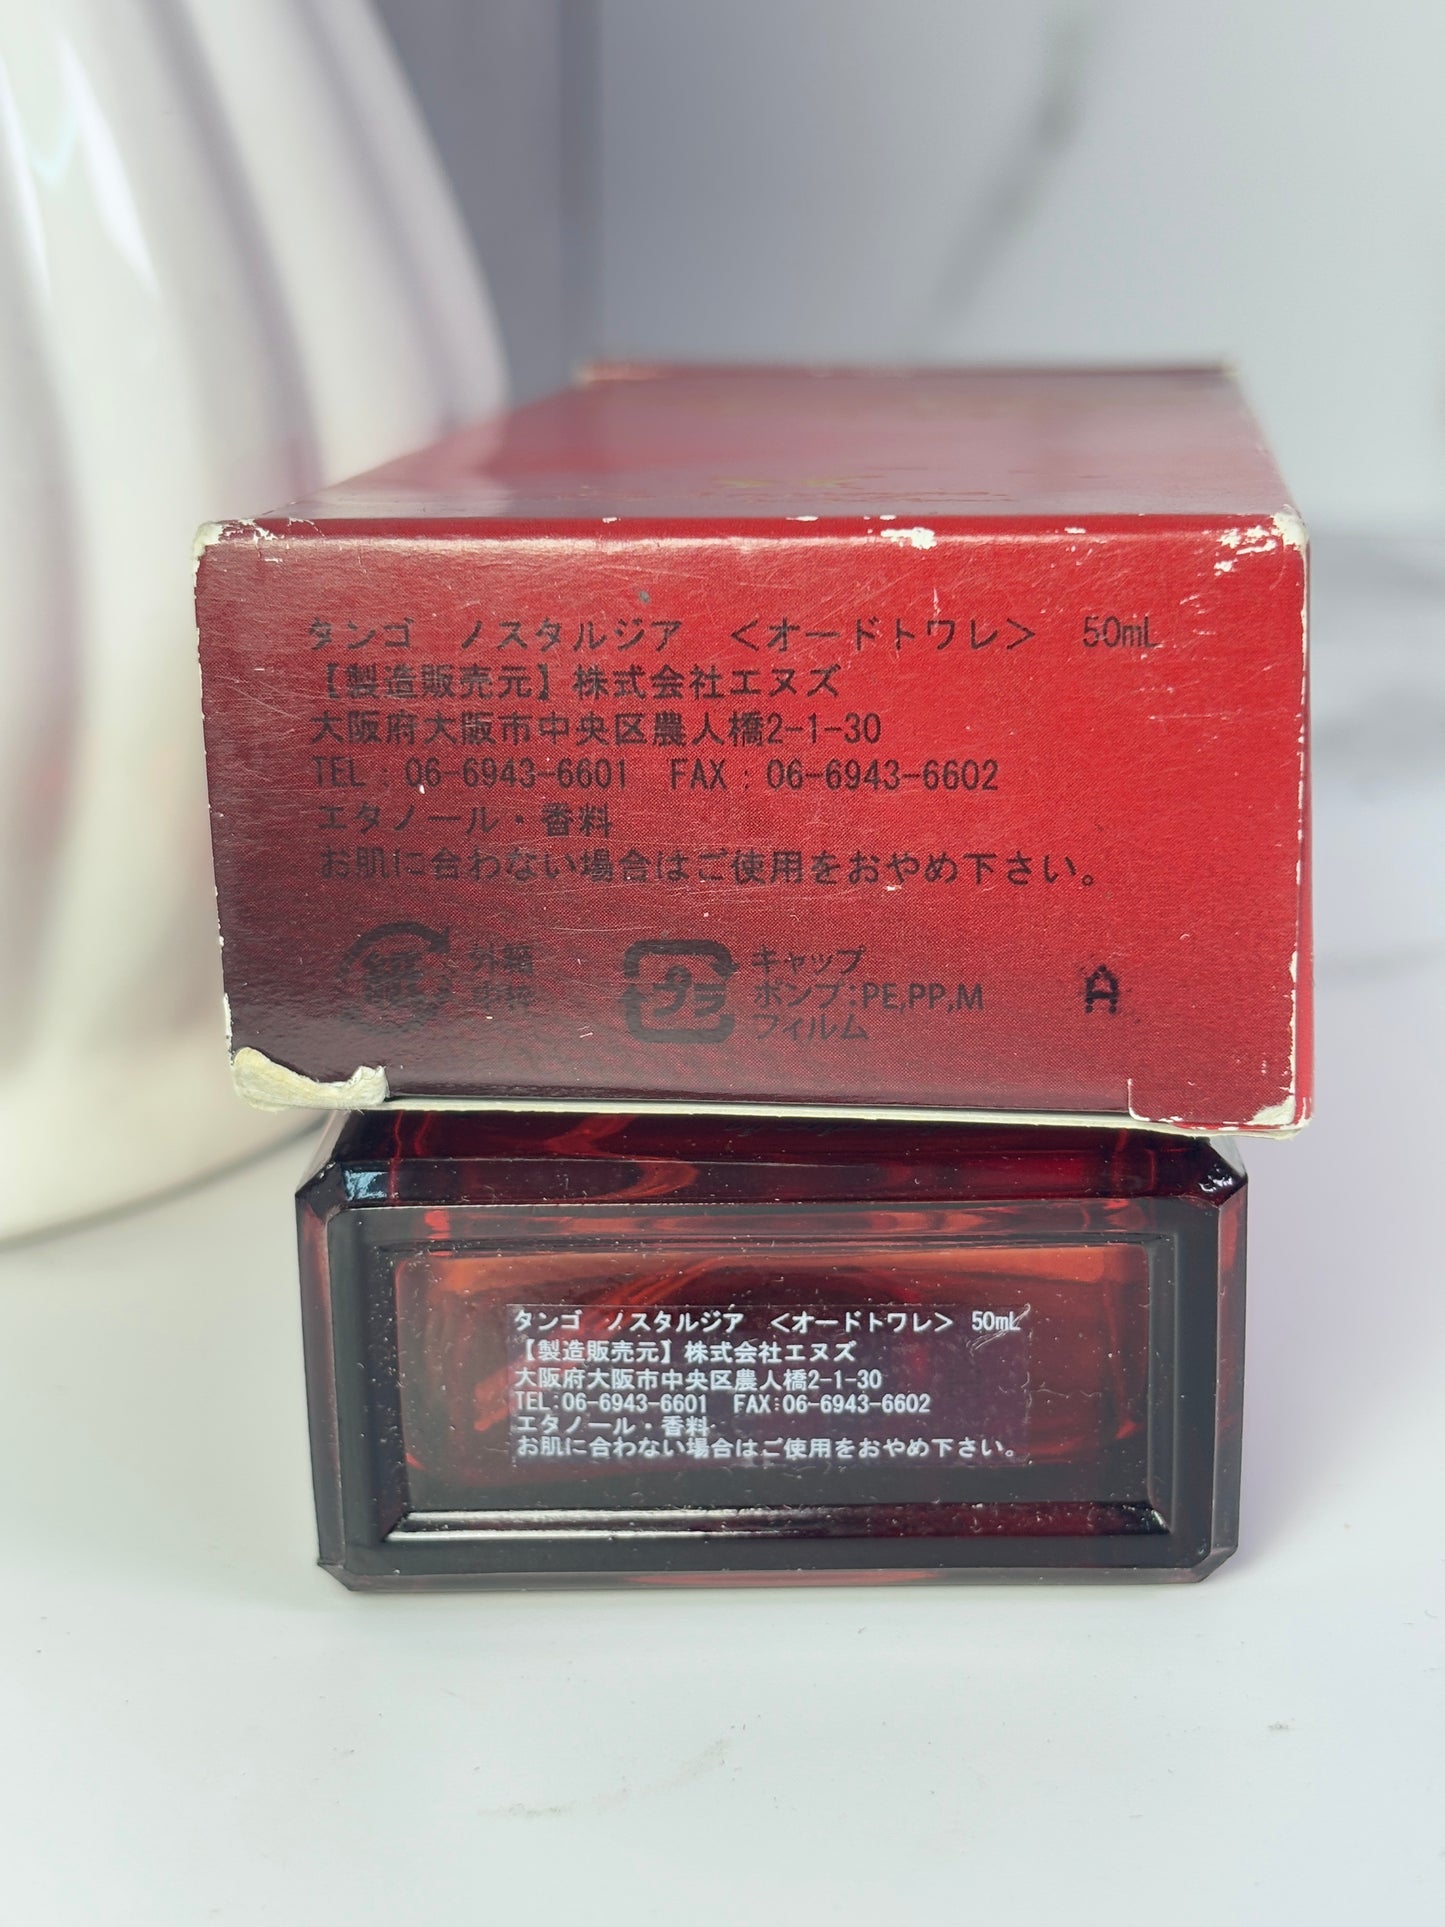 タンゴ　ノスタルジア　＜オードトワレ＞　50mL
【製造販売元】株式会社エヌズ
大阪府大阪市中央区農人橋2-1-30
TEL：06-6943-6601　FAX：06-6943-6602
エタノール・香料
お肌に合わない場合はご使用をおやめ下さい。
紙 外箱
中枠
プラ キャップ
ポンプ：PE,PP,M
フィルム
A
タンゴ　ノスタルジア　＜オードトワレ＞　50mL
【製造販売元】株式会社エヌズ
大阪府大阪市中央区農人橋2-1-30
TEL:06-6943-6601　FAX:06-6943-6602
エタノール・香料
お肌に合わない場合はご使用をおやめ下さい。